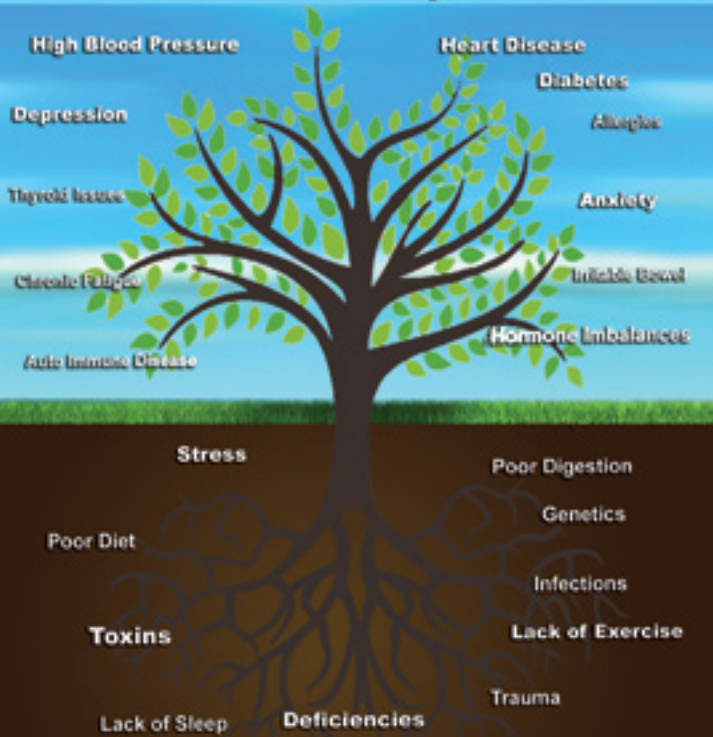 High Blood Pressure
Heart Disease
Diabetes
Depression
Allergies
Thyroid Issues
Anxiety
Chronic Fatigue
Irritable Bowel
Hormone Imbalances
Auto Immune Disease
Stress
Poor Digestion
Genetics
Poor Diet
Infections
Toxins
Lack of Exercise
Trauma
Lack of Sleep
Deficiencies